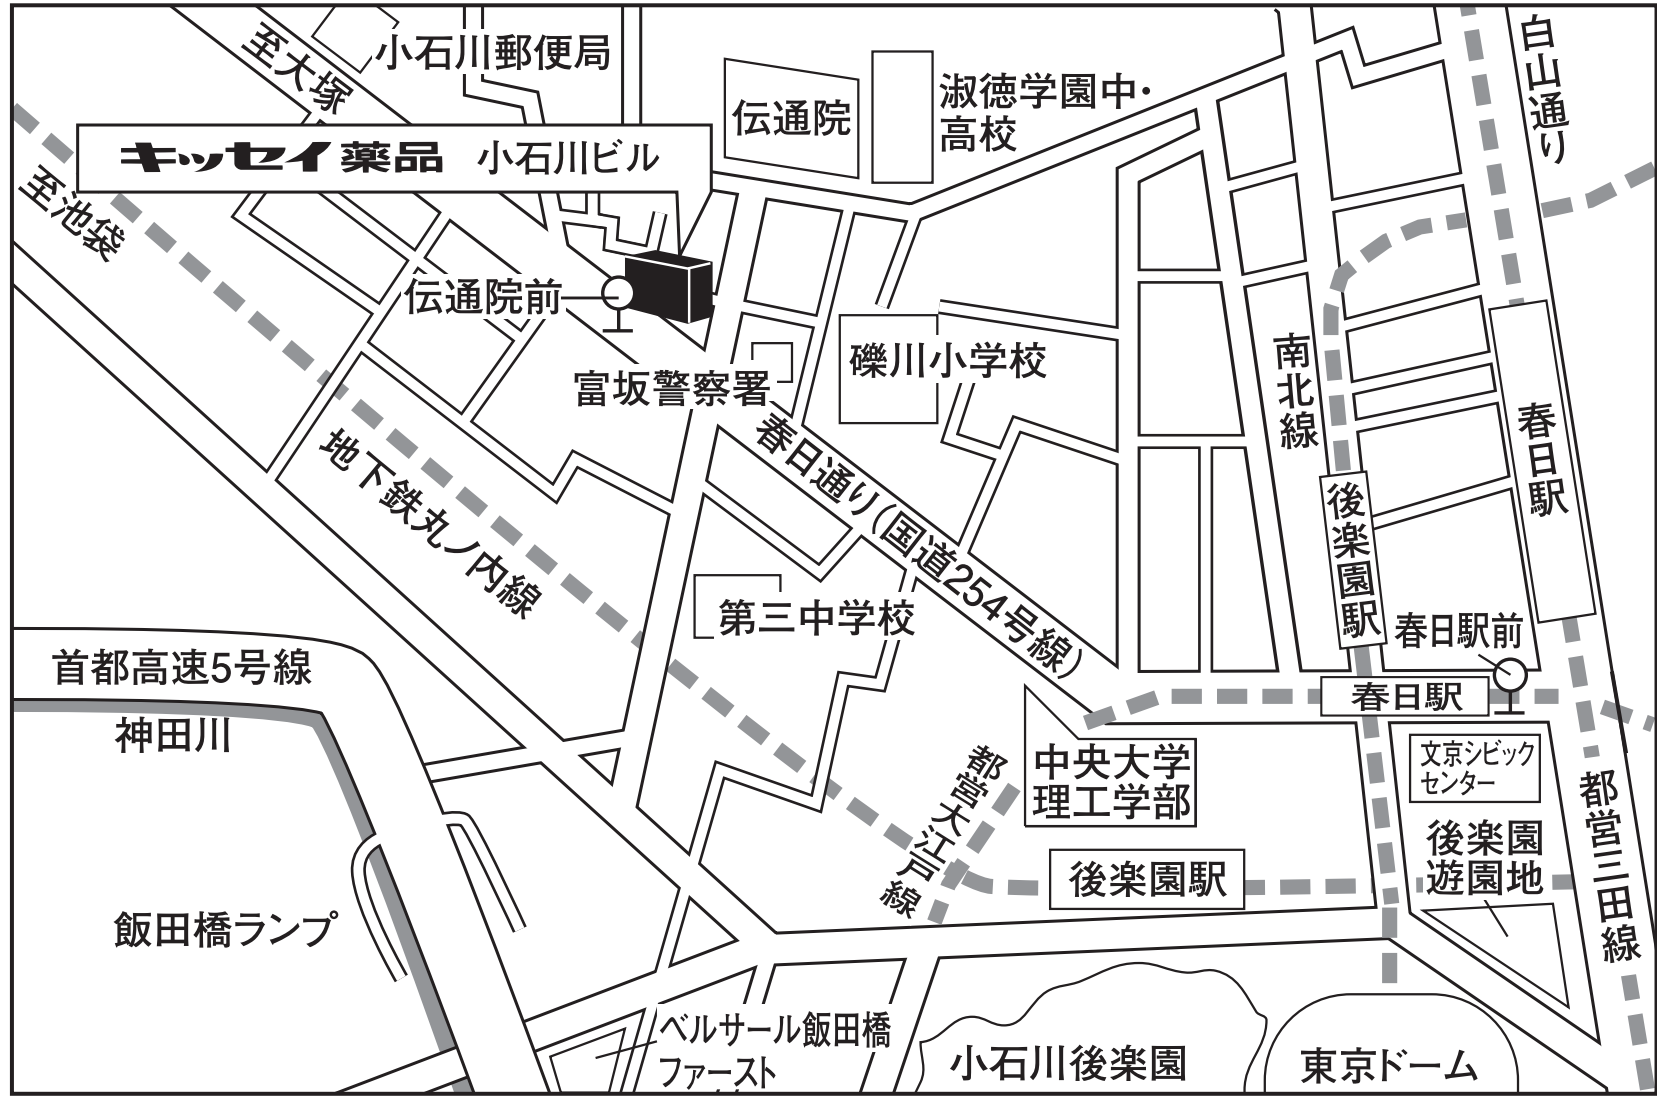 至大塚
小石川郵便局
伝通院
淑徳学園中・
高校
白山通り
キッセイ薬品 小石川ビル
至池袋
伝通院前
富坂警察署
礫川小学校
南北線
春日駅
後楽園駅
春日通り(国道254号線)
地下鉄丸ノ内線
第三中学校
春日駅前
首都高速5号線
神田川
春日駅
中央大学
理工学部
都営大江戸線
文京シビック
センター
都営三田線
後楽園
遊園地
後楽園駅
飯田橋ランプ
ベルサール飯田橋
ファースト
小石川後楽園
東京ドーム